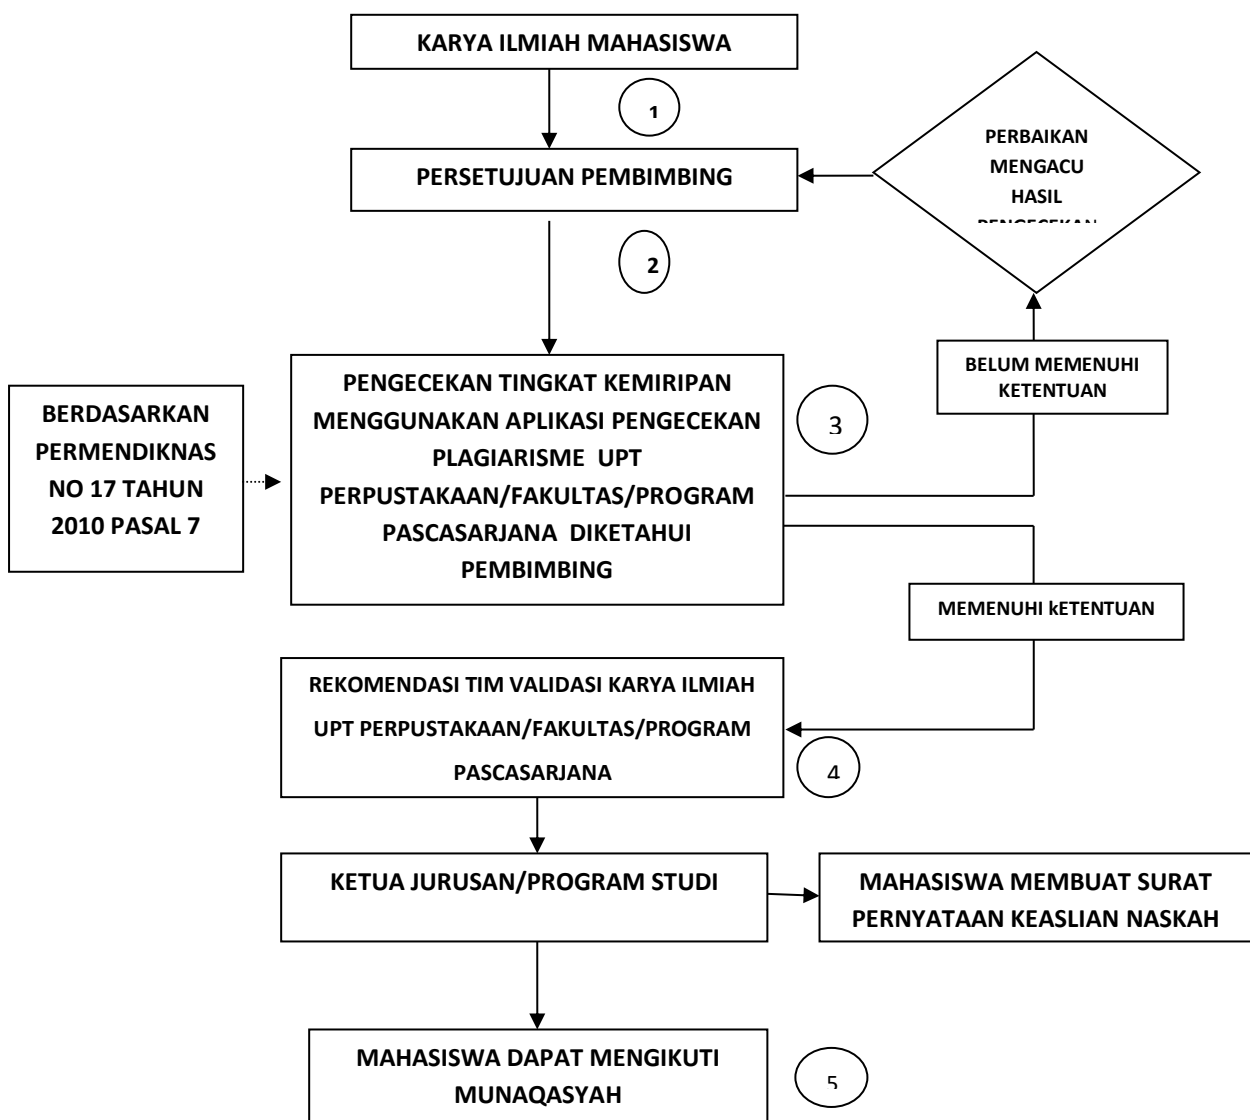 KARYA ILMIAH MAHASISWA
1
PERSETUJUAN PEMBIMBING
PERBAIKAN
MENGACU
HASIL
PENGECEKAN
2
BELUM MEMENUHI
KETENTUAN
PENGECEKAN TINGKAT KEMIRIPAN
MENGGUNAKAN APLIKASI PENGECEKAN
PLAGIARISME UPT
PERPUSTAKAAN/FAKULTAS/PROGRAM
PASCASARJANA DIKETAHUI
PEMBIMBING
3
BERDASARKAN
PERMENDIKNAS
NO 17 TAHUN
2010 PASAL 7
MEMENUHI kETENTUAN
REKOMENDASI TIM VALIDASI KARYA ILMIAH
UPT PERPUSTAKAAN/FAKULTAS/PROGRAM
PASCASARJANA
4
KETUA JURUSAN/PROGRAM STUDI
MAHASISWA MEMBUAT SURAT
PERNYATAAN KEASLIAN NASKAH
MAHASISWA DAPAT MENGIKUTI
MUNAQASYAH
5